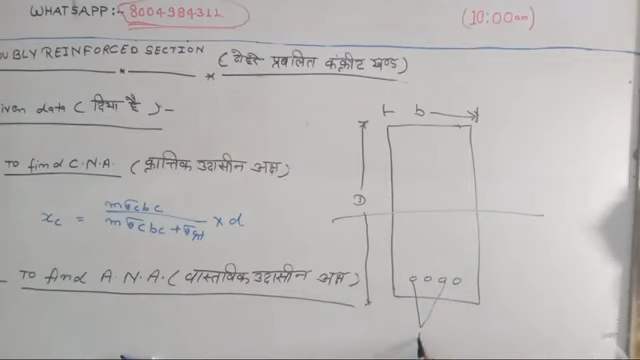 WHATSAPP:- 8004984311
(10:00am)
UBLY REINFORCED SECTION (दोहरे प्रबलित कंक्रीट खण्ड)
iven data (दिया है) :-
b
TO find C.N.A. (क्रान्तिक उदासीन अक्ष)
D
xc = mσcbc / mσcbc + σst × d
TO find A.N.A. (वास्तविक उदासीन अक्ष)